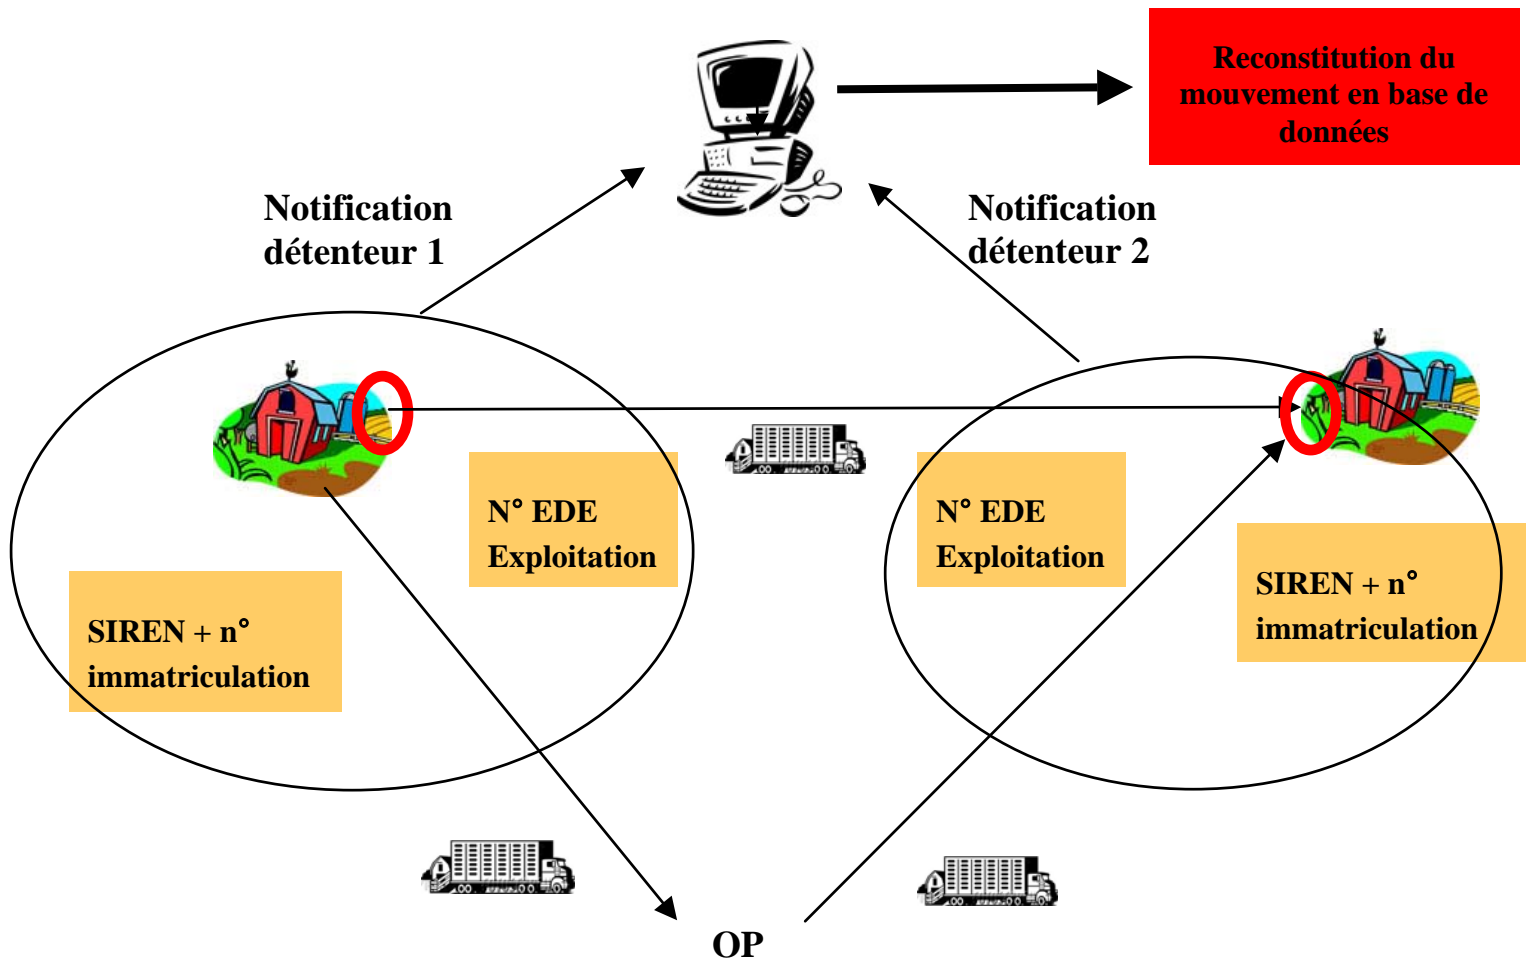 Reconstitution du
mouvement en base de
données
Notification
détenteur 1
Notification
détenteur 2
N° EDE
Exploitation
SIREN + n°
immatriculation
N° EDE
Exploitation
SIREN + n°
immatriculation
OP